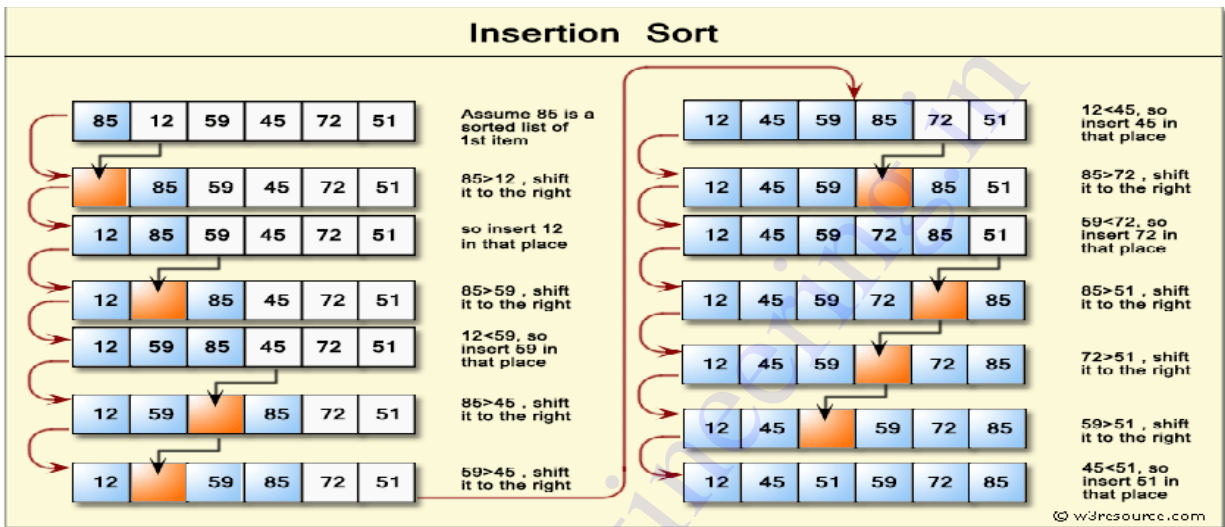 Insertion Sort
85 12 59 45 72 51
Assume 85 is a
sorted list of
1st item
85 59 45 72 51
85>12 , shift
it to the right
12 85 59 45 72 51
so insert 12
in that place
12 85 45 72 51
85>59 , shift
it to the right
12 59 85 45 72 51
12<59, so
insert 59 in
that place
12 59 85 72 51
85>45 , shift
it to the right
12 59 85 72 51
59>45 , shift
it to the right
12 45 59 85 72 51
12<45, so
insert 45 in
that place
12 45 59 85 51
85>72 , shift
it to the right
12 45 59 72 85 51
59<72, so
insert 72 in
that place
12 45 59 72 85
85>51 , shift
it to the right
12 45 59 72 85
72>51 , shift
it to the right
12 45 59 72 85
59>51 , shift
it to the right
12 45 51 59 72 85
45<51, so
insert 51 in
that place
© w3resource.com